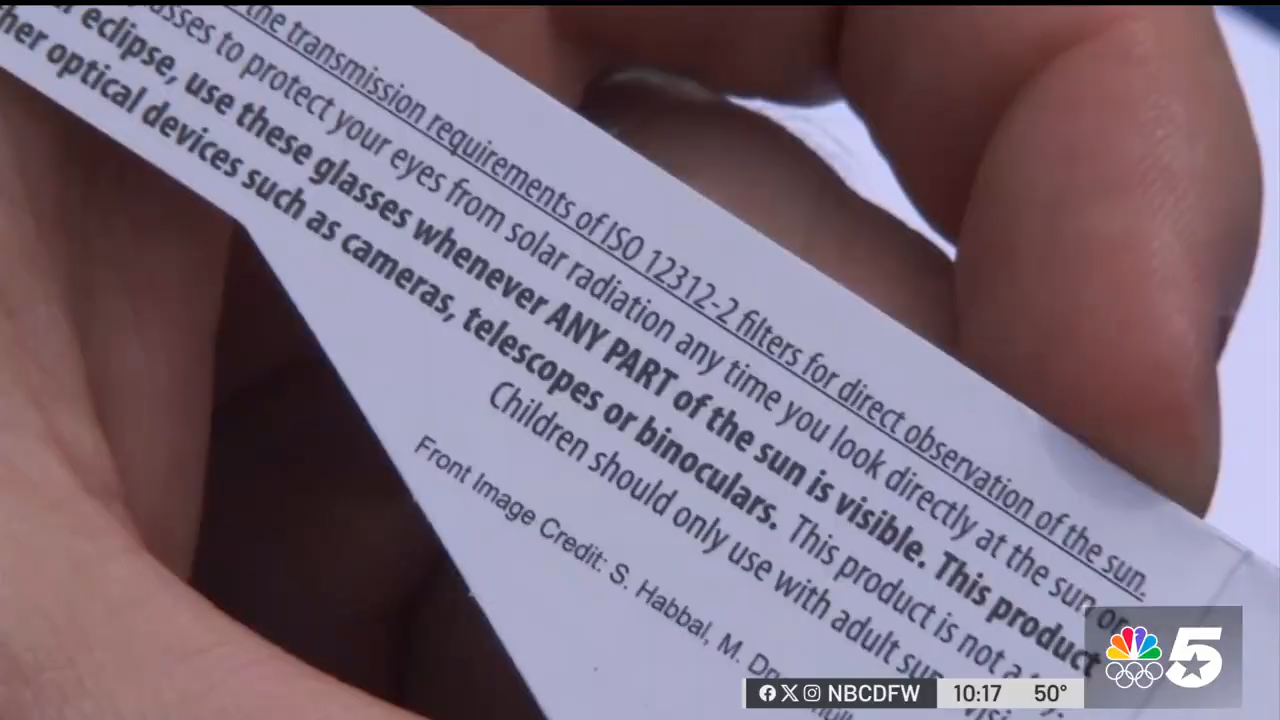 the transmission requirements of ISO 12312-2 filters for direct observation of the sun.
to protect your eyes from solar radiation any time you look directly at the sun or
eclipse, use these glasses whenever ANY PART of the sun is visible. This product
optical devices such as cameras, telescopes or binoculars. This product is not a
Children should only use with adult
Front Image Credit: S. Habbal, M.
5
NBCDFW 10:17 50°